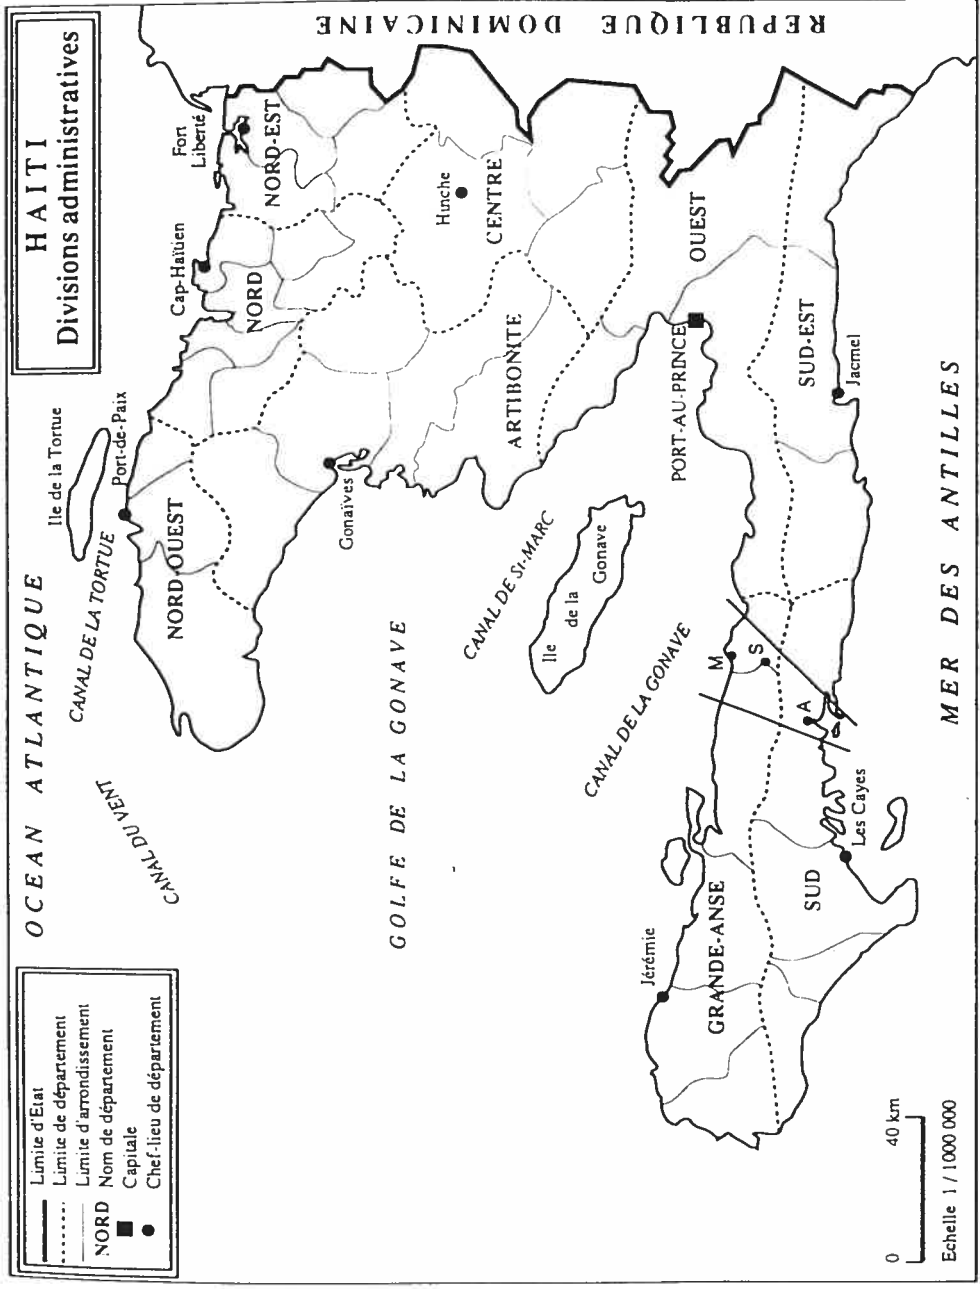 HAITI
Divisions administratives
OCEAN ATLANTIQUE
Limite d'Etat
Limite de département
Limite d'arrondissement
NORD Nom de département
Capitale
Chef-lieu de département
Ile de la Tortue
CANAL DE LA TORTUE
Port-de-Paix
CANAL DU VENT
NORD-OUEST
Cap-Haïtien
NORD
Fort
Liberté
NORD-EST
REPUBLIQUE DOMINICAINE
Gonaïves
Hinche
CENTRE
GOLFE DE LA GONAVE
ARTIBONITE
CANAL DE St-MARC
Ile
de la
Gonave
CANAL DE LA GONAVE
OUEST
PORT-AU-PRINCE
Jérémie
GRANDE-ANSE
M
S
A
SUD
Les Cayes
SUD-EST
Jacmel
MER DES ANTILLES
0 40 km
Echelle 1 / 1000 000